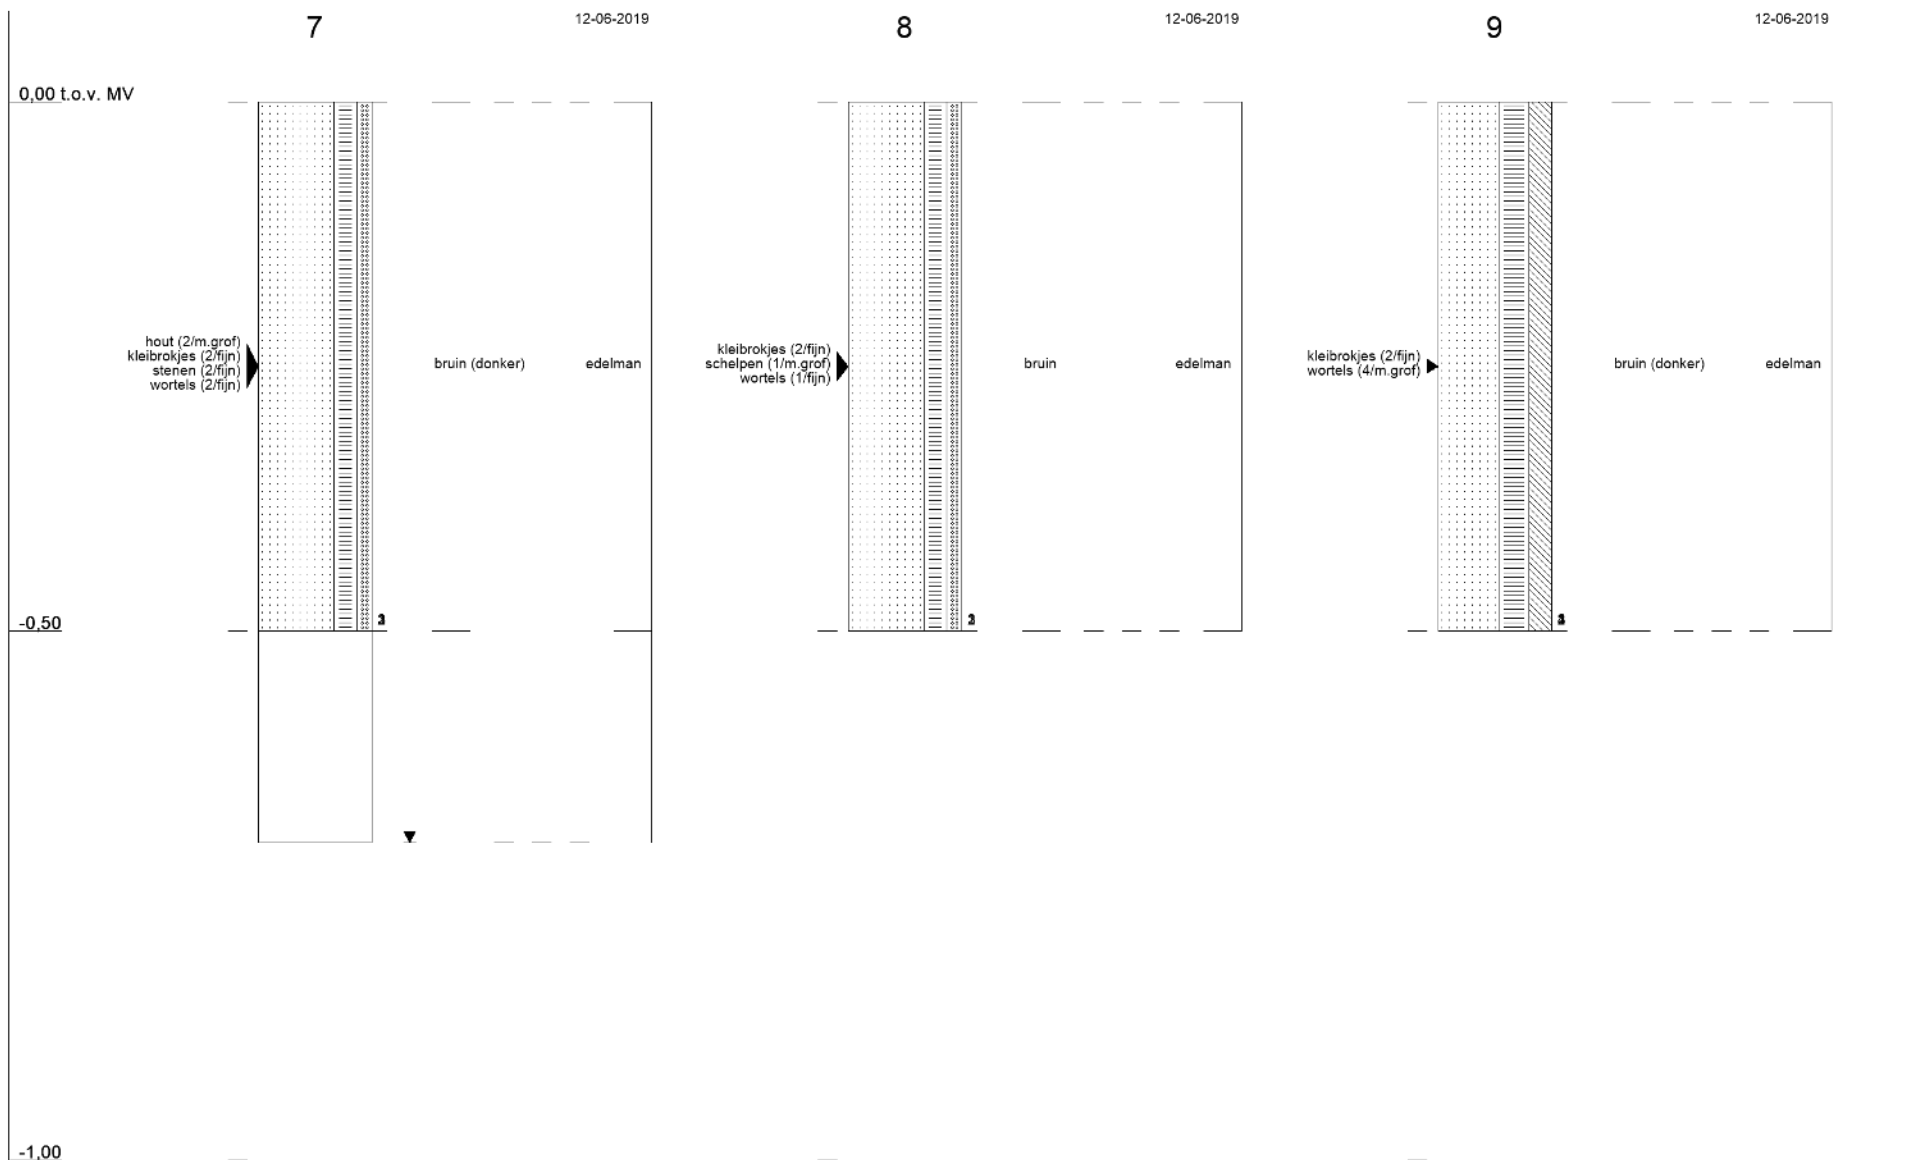 7
12-06-2019
8
12-06-2019
9
12-06-2019
0,00 t.o.v. MV
hout (2/m.grof)
kleibrokjes (2/fijn)
stenen (2/fijn)
wortels (2/fijn)
bruin (donker)
edelman
kleibrokjes (2/fijn)
schelpen (1/m.grof)
wortels (1/fijn)
bruin
edelman
kleibrokjes (2/fijn)
wortels (4/m.grof)
bruin (donker)
edelman
-0,50
-1,00